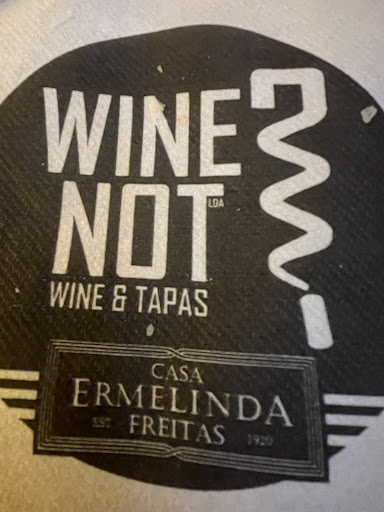 WINE
NOT LDA
WINE & TAPAS
CASA
ERMELINDA
EST FREITAS 1920